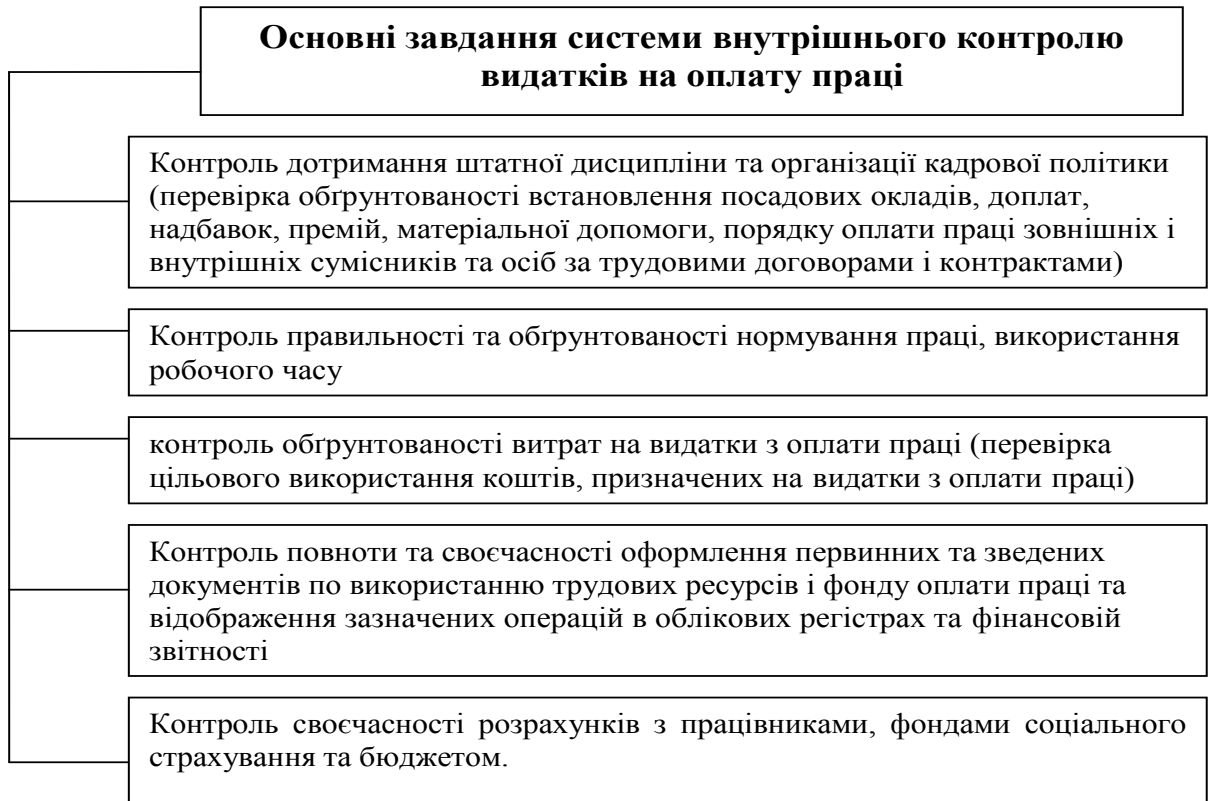 Основні завдання системи внутрішнього контролю
видатків на оплату праці
Контроль дотримання штатної дисципліни та організації кадрової політики
(перевірка обґрунтованості встановлення посадових окладів, доплат,
надбавок, премій, матеріальної допомоги, порядку оплати праці зовнішніх і
внутрішніх сумісників та осіб за трудовими договорами і контрактами)
Контроль правильності та обґрунтованості нормування праці, використання
робочого часу
контроль обґрунтованості витрат на видатки з оплати праці (перевірка
цільового використання коштів, призначених на видатки з оплати праці)
Контроль повноти та своєчасності оформлення первинних та зведених
документів по використанню трудових ресурсів і фонду оплати праці та
відображення зазначених операцій в облікових регістрах та фінансовій
звітності
Контроль своєчасності розрахунків з працівниками, фондами соціального
страхування та бюджетом.